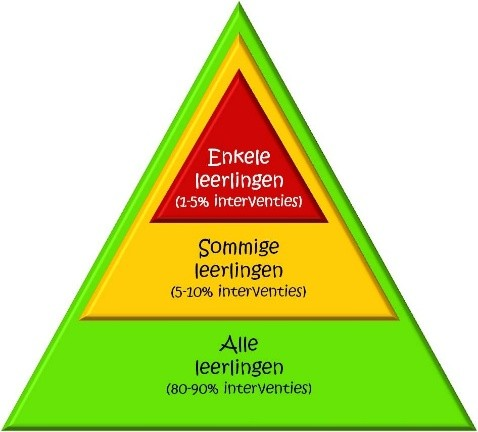 Enkele
leerlingen
(1-5% interventies)
Sommige
leerlingen
(5-10% interventies)
Alle
leerlingen
(80-90% interventies)